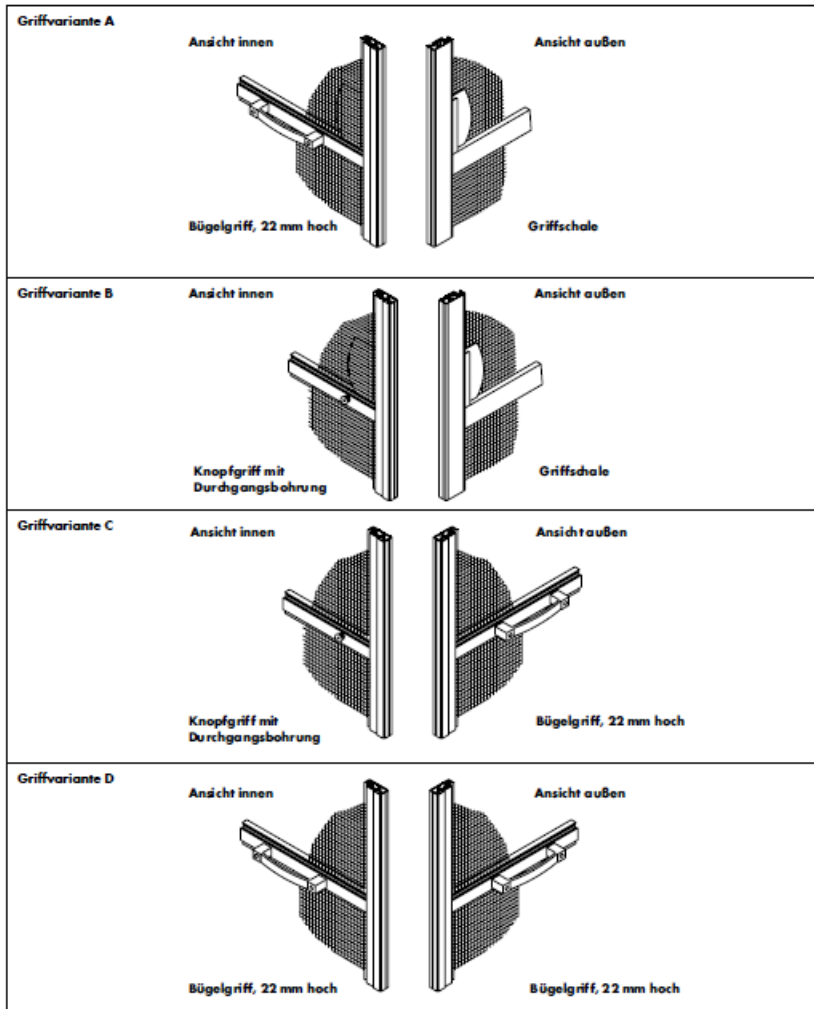 Griffvariante A
Ansicht innen
Ansicht außen
Bügelgriff, 22 mm hoch
Griffschale
Griffvariante B
Ansicht innen
Ansicht außen
Knopfgriff mit
Durchgangsbohrung
Griffschale
Griffvariante C
Ansicht innen
Ansicht außen
Knopfgriff mit
Durchgangsbohrung
Bügelgriff, 22 mm hoch
Griffvariante D
Ansicht innen
Ansicht außen
Bügelgriff, 22 mm hoch
Bügelgriff, 22 mm hoch